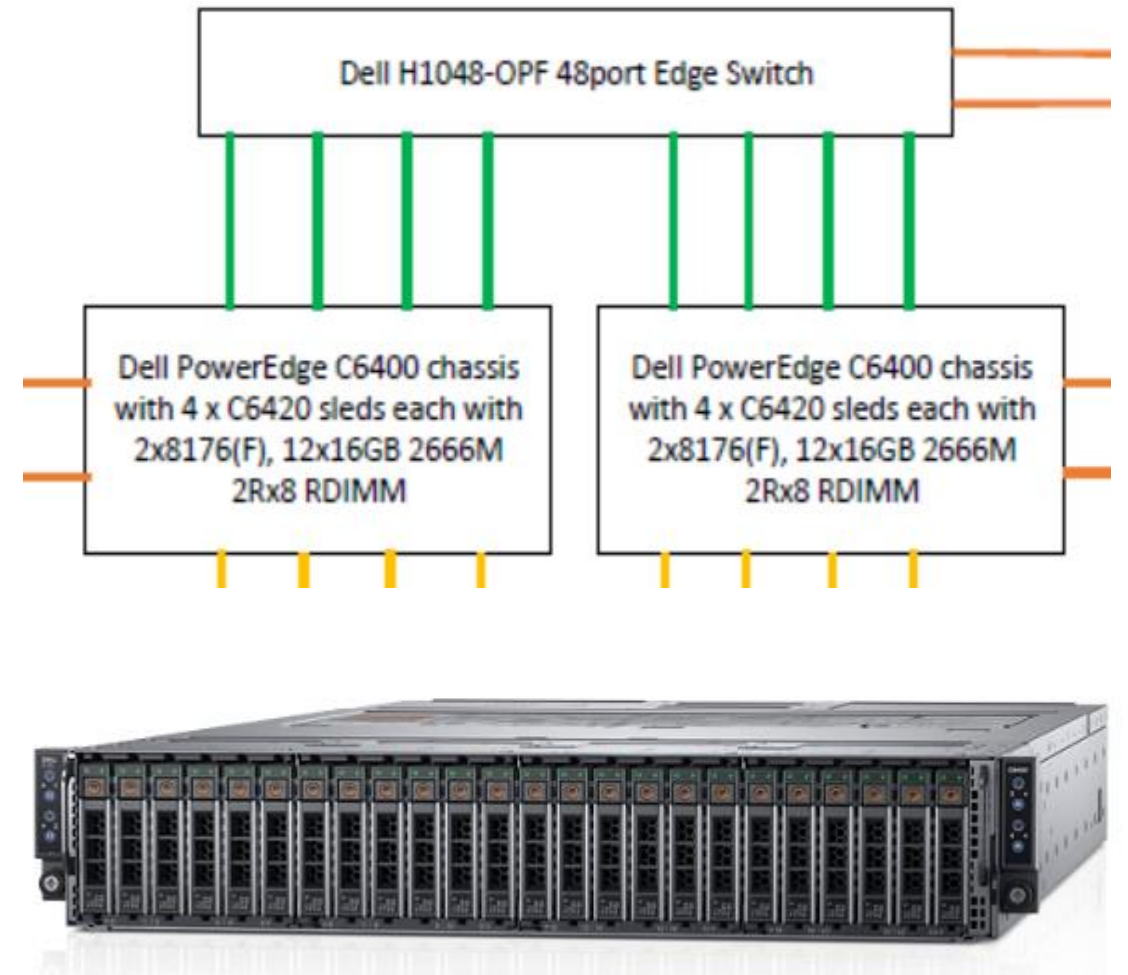 Dell H1048-OPF 48port Edge Switch
Dell PowerEdge C6400 chassis
with 4 x C6420 sleds each with
2x8176(F), 12x16GB 2666M
2Rx8 RDIMM
Dell PowerEdge C6400 chassis
with 4 x C6420 sleds each with
2x8176(F), 12x16GB 2666M
2Rx8 RDIMM